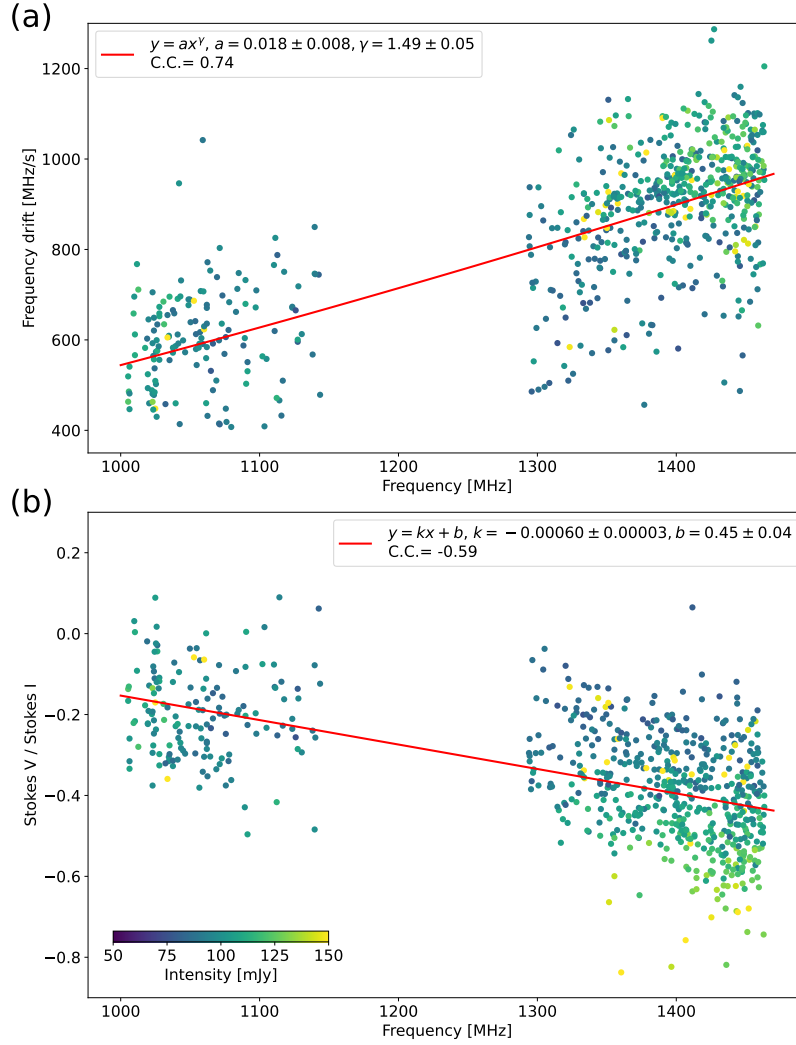 (a)
y = ax^γ, a = 0.018 ± 0.008, γ = 1.49 ± 0.05
C.C.= 0.74
1200
1000
800
600
400
Frequency drift [MHz/s]
1000 1100 1200 1300 1400
Frequency [MHz]
(b)
y = kx + b, k = −0.00060 ± 0.00003, b = 0.45 ± 0.04
C.C.= -0.59
0.2
0.0
−0.2
−0.4
−0.6
−0.8
Stokes V / Stokes I
50 75 100 125 150
Intensity [mJy]
1000 1100 1200 1300 1400
Frequency [MHz]